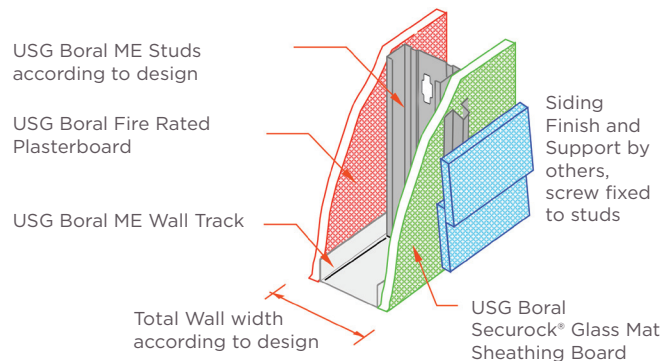 USG Boral ME Studs
according to design
USG Boral Fire Rated
Plasterboard
USG Boral ME Wall Track
Total Wall width
according to design
Siding
Finish and
Support by
others,
screw fixed
to studs
USG Boral
Securock® Glass Mat
Sheathing Board